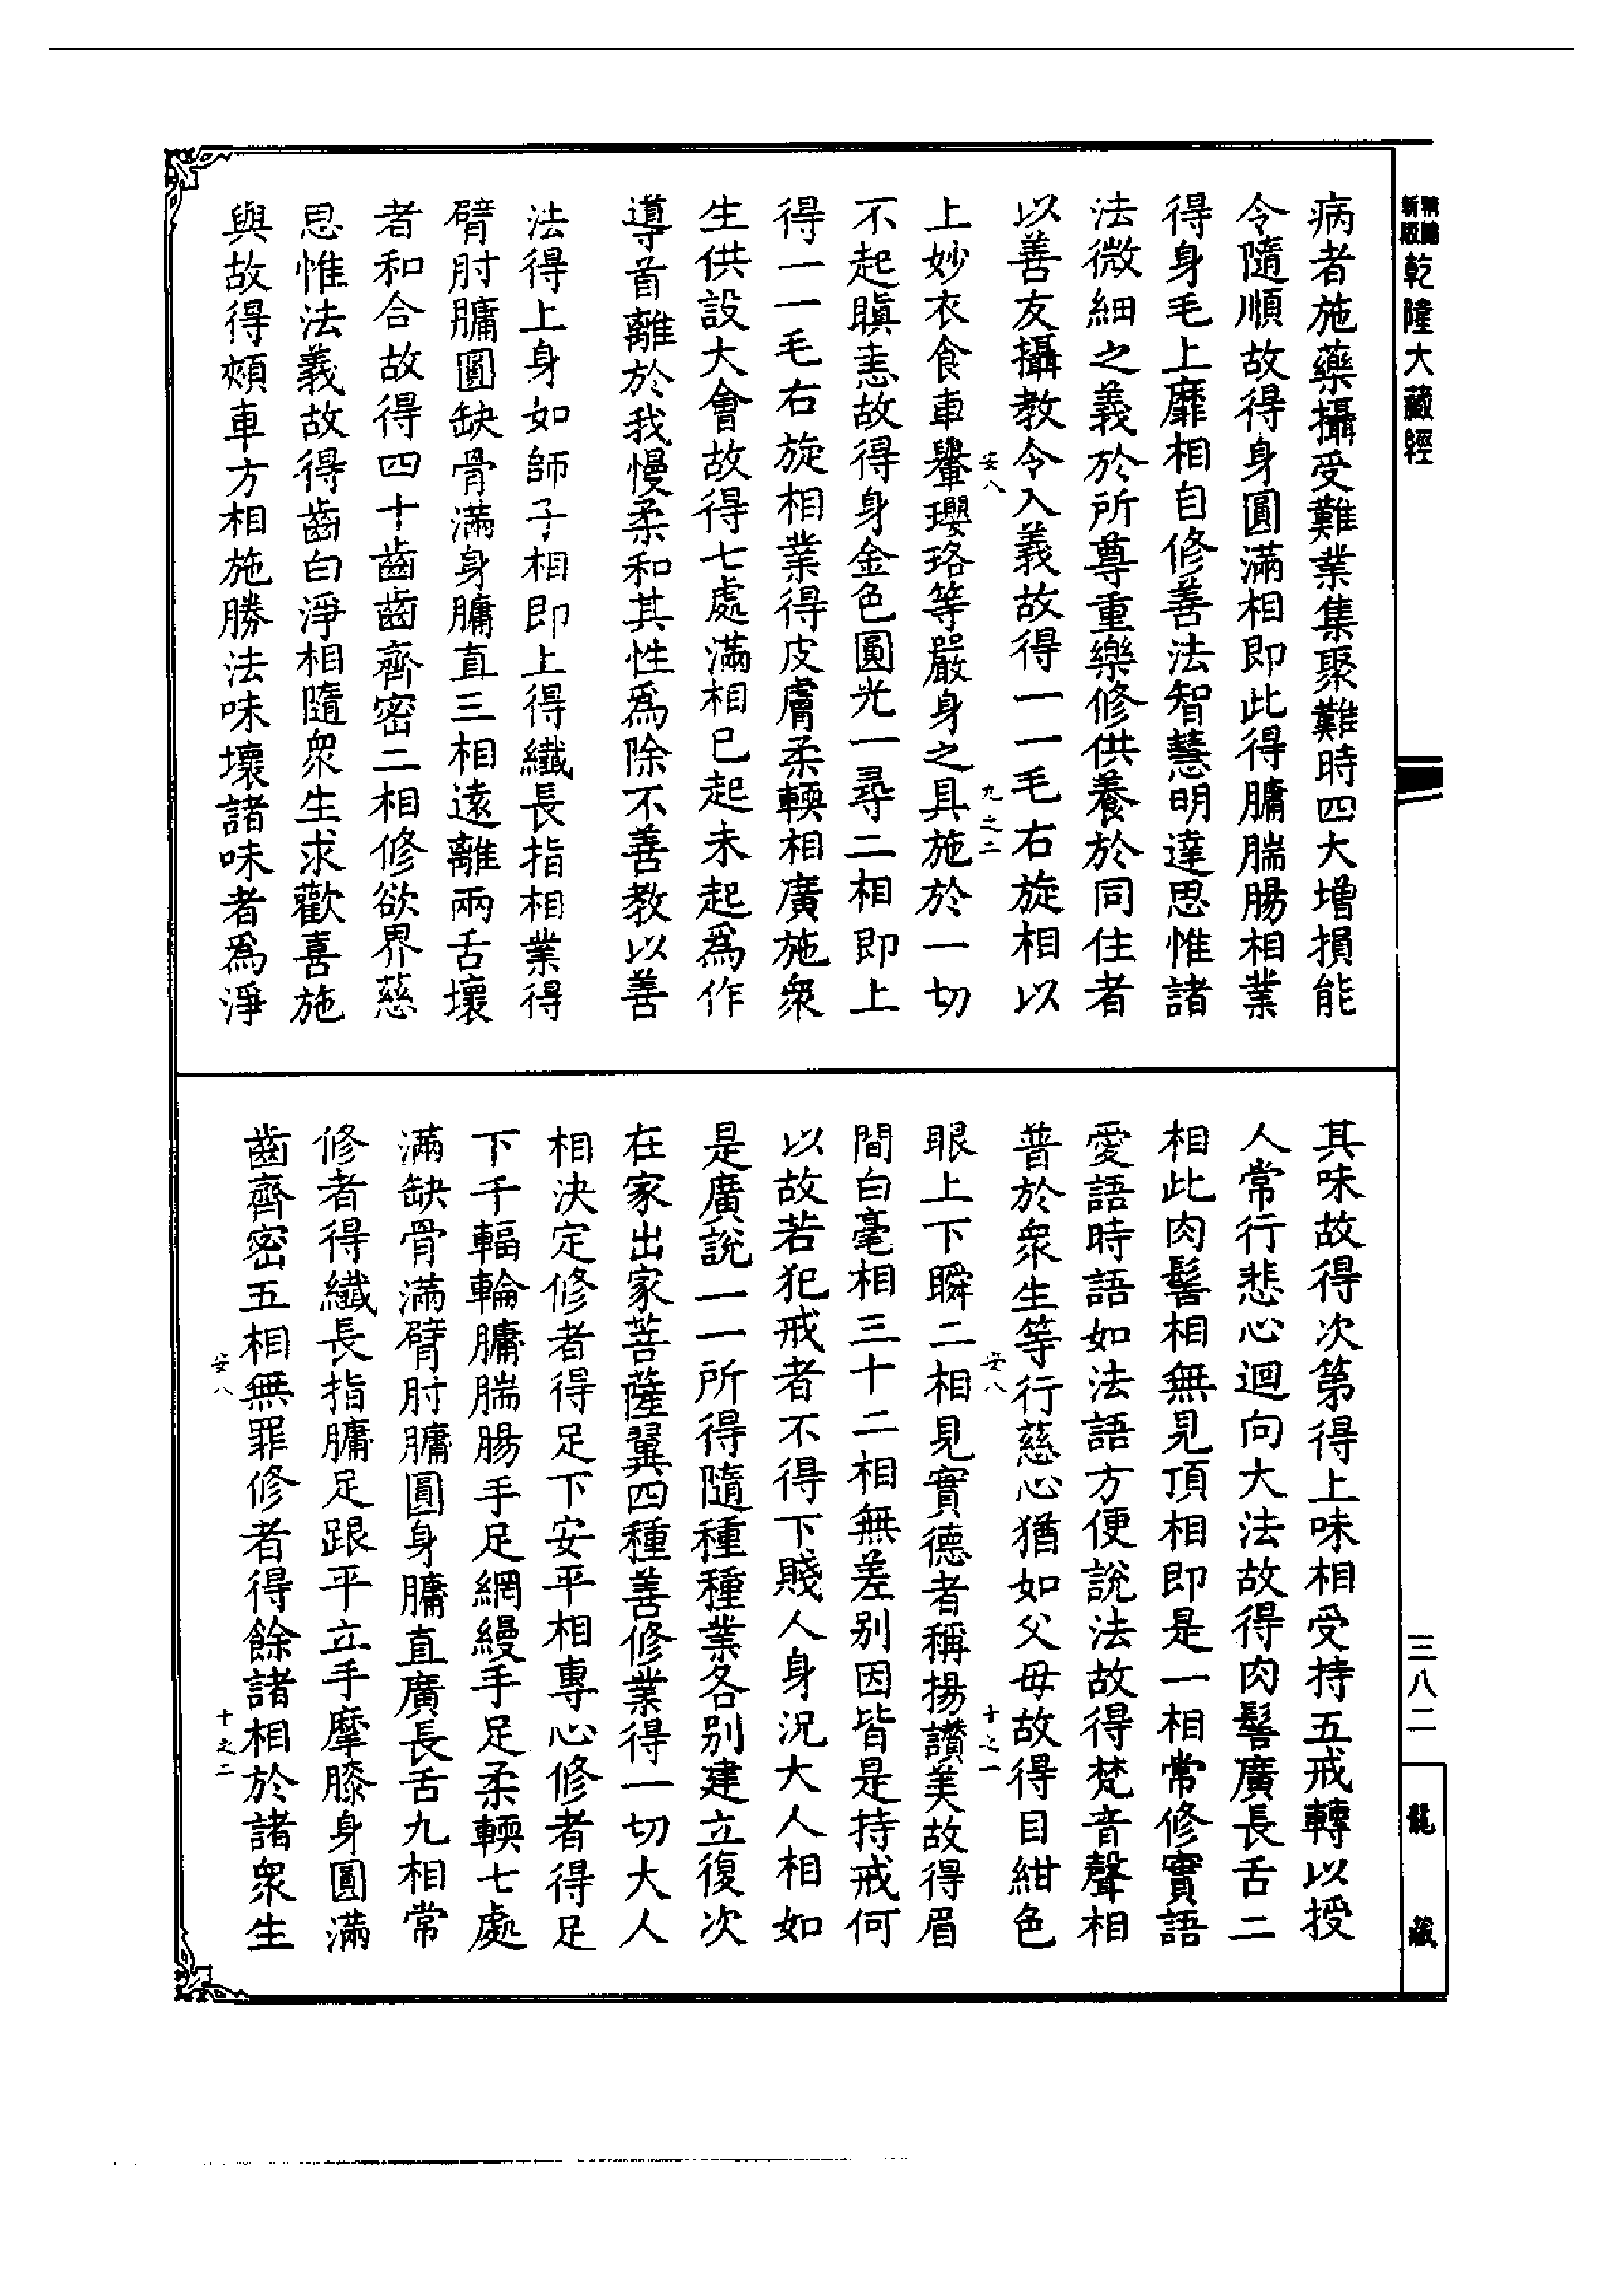 新版 乾隆大藏經
病者施藥攝受難業集聚難時四大增損能
令隨順故得身圓滿相即此得𦟛腨腸相業
得身毛上靡相自修善法智慧明達思惟諸
法微細之義於所尊重樂修供養於同住者
以善友攝教令入義故得一一毛右旋相以
安八 九之二
上妙衣食車轝瓔珞等嚴身之具施於一切
不起瞋恚故得身金色圓光一尋二相即上
得一一毛右旋相業得皮膚柔輭相廣施衆
生供設大會故得七處滿相已起未起爲作
導首離於我慢柔和其性爲除不善教以善
法得上身如師子相即上得纖長指相業得
臂肘𦟛圓缺骨滿身𦟛直三相遠離兩舌壞
者和合故得四十齒齒齊密二相修欲界慈
思惟法義故得齒白淨相隨衆生求歡喜施
與故得頰車方相施勝法味壞諸味者爲淨
其味故得次第得上味相受持五戒轉以授
人常行悲心迴向大法故得肉髻廣長舌二
相此肉髻相無見頂相即是一相常修實語
愛語時語如法語方便說法故得梵音聲相
普於衆生等行慈心猶如父母故得目紺色
安八 十之一
眼上下瞬二相見實德者稱揚讚美故得眉
間白毫相三十二相無差别因皆是持戒何
以故若犯戒者不得下賤人身況大人相如
是廣說一一所得隨種種業各别建立復次
在家出家菩薩翼四種善修業得一切大人
相決定修者得足下安平相專心修者得足
下千輻輪𦟛腨腸手足網縵手足柔輭七處
滿缺骨滿臂肘𦟛圓身𦟛直廣長舌九相常
修者得纖長指𦟛足跟平立手摩膝身圓滿
齒齊密五相無罪修者得餘諸相於諸衆生
安八 十之二
三八二
龍藏